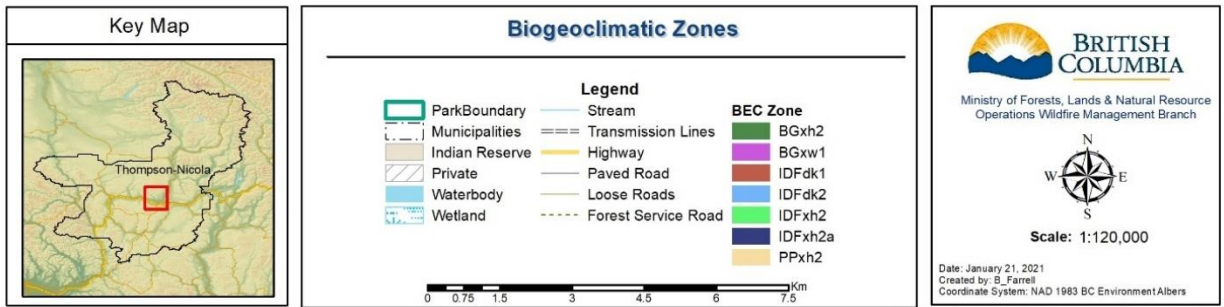 Key Map
Thompson-Nicola
Biogeoclimatic Zones
Legend
ParkBoundary
Municipalities
Indian Reserve
Private
Waterbody
Wetland
Stream
Transmission Lines
Highway
Paved Road
Loose Roads
Forest Service Road
BEC Zone
BGxh2
BGxw1
IDFdk1
IDFdk2
IDFxh2
IDFxh2a
PPxh2
Km
0 0.75 1.5 3 4.5 6 7.5
BRITISH
COLUMBIA
Ministry of Forests, Lands & Natural Resource
Operations Wildfire Management Branch
N
W E
S
Scale: 1:120,000
Date: January 21, 2021
Created by: B_Farrell
Coordinate System: NAD 1983 BC Environment Albers